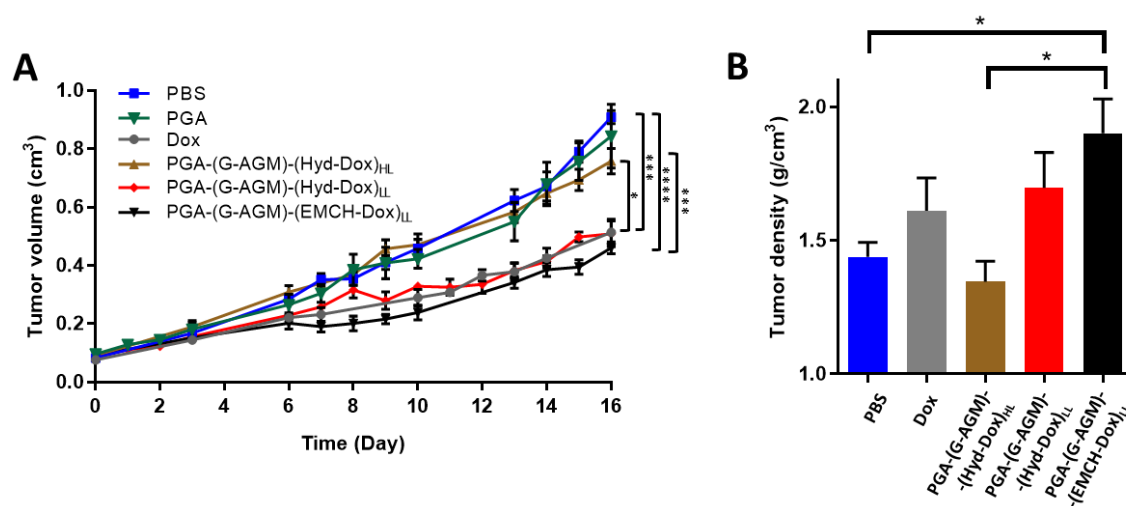 A
PBS
PGA
Dox
PGA-(G-AGM)-(Hyd-Dox)HL
PGA-(G-AGM)-(Hyd-Dox)LL
PGA-(G-AGM)-(EMCH-Dox)LL
Tumor volume (cm3)
1.0
0.8
0.6
0.4
0.2
0.0
0 2 4 6 8 10 12 14 16
Time (Day)
*
***
****
***
B
*
*
Tumor density (g/cm3)
2.0
1.5
1.0
PBS
Dox
PGA-(G-AGM)-
-(Hyd-Dox)HL
PGA-(G-AGM)-
-(Hyd-Dox)LL
PGA-(G-AGM)-
-(EMCH-Dox)LL